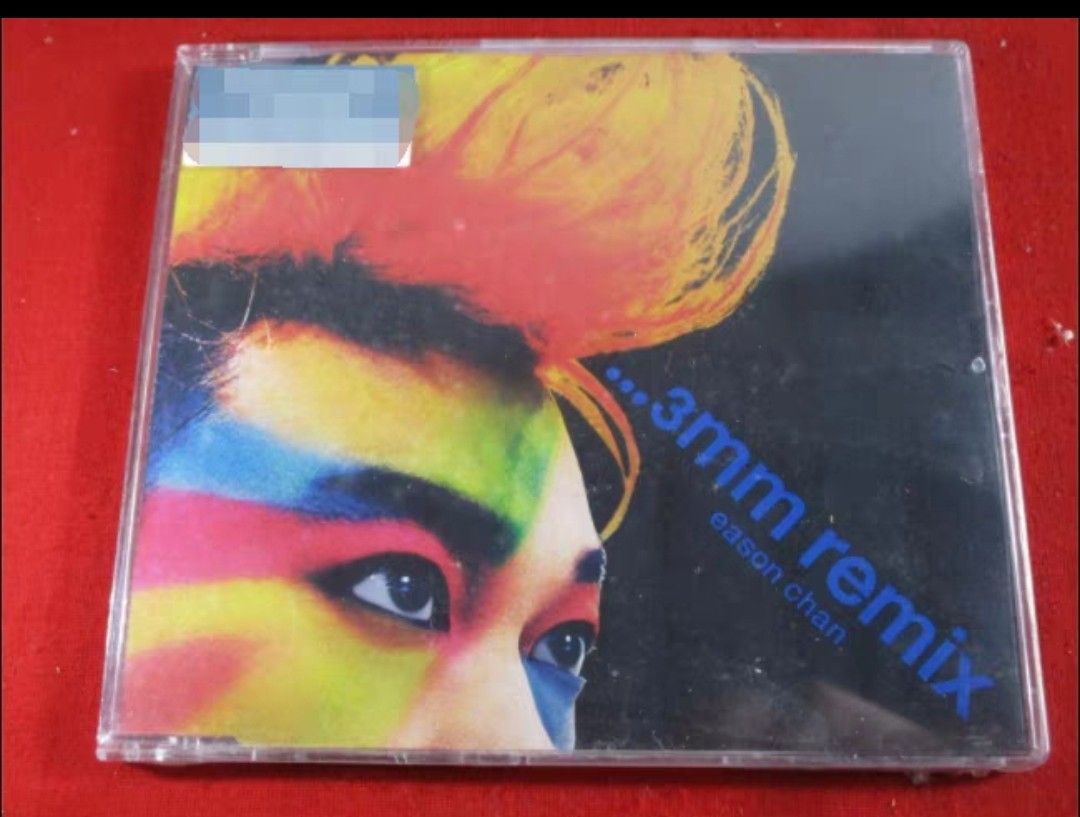 ...3mm remix
eason chan